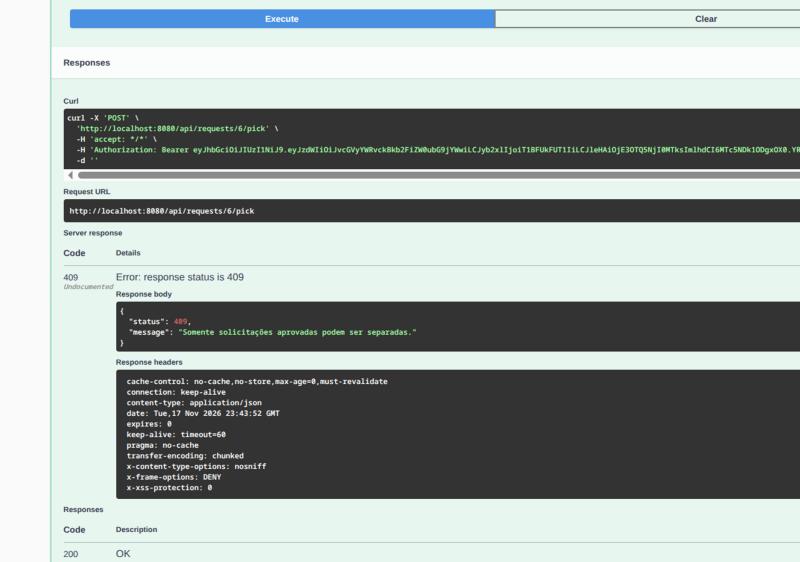 Execute
Clear
Responses
Curl
curl -X 'POST' \
'http://localhost:8080/api/requests/6/pick' \
-H 'accept: */*' \
-H 'Authorization: Bearer
-d ''
Request URL
http://localhost:8080/api/requests/6/pick
Server response
Code Details
409 Error: response status is 409
Undocumented
Response body
{
"status": 409,
"message": "Somente solicitações aprovadas podem ser separadas."
}
Response headers
cache-control: no-cache,no-store,max-age=0,must-revalidate
connection: keep-alive
content-type: application/json
date: Tue,17 Nov 2026 23:43:52 GMT
expires: 0
keep-alive: timeout=60
pragma: no-cache
transfer-encoding: chunked
x-content-type-options: nosniff
x-frame-options: DENY
x-xss-protection: 0
Responses
Code Description
200 OK